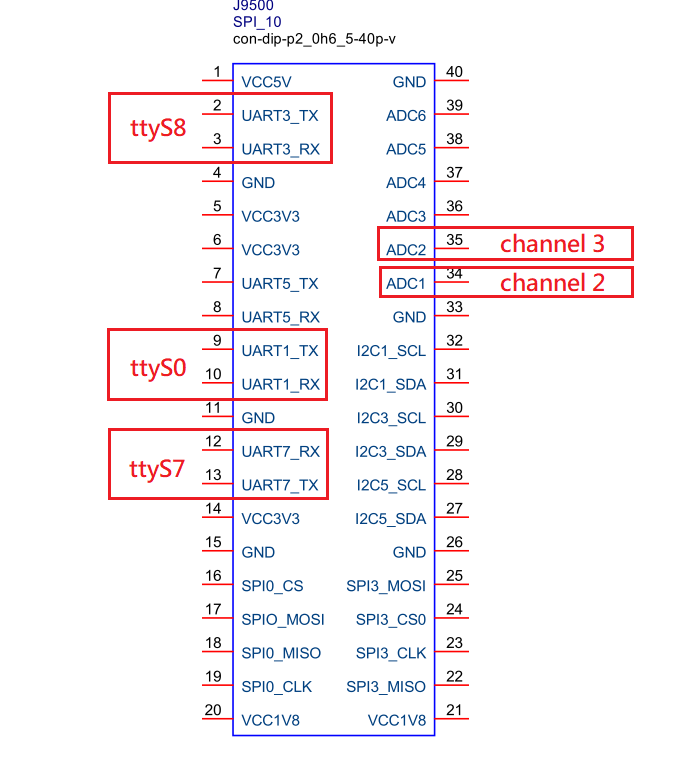 J9500
SPI_10
con-dip-p2_0h6_5-40p-v
1 VCC5V GND 40
ttyS8
2 UART3_TX ADC6 39
3 UART3_RX ADC5 38
4 GND ADC4 37
5 VCC3V3 ADC3 36
6 VCC3V3 ADC2 35 channel 3
7 UART5_TX ADC1 34 channel 2
8 UART5_RX GND 33
ttyS0
9 UART1_TX I2C1_SCL 32
10 UART1_RX I2C1_SDA 31
11 GND I2C3_SCL 30
ttyS7
12 UART7_RX I2C3_SDA 29
13 UART7_TX I2C5_SCL 28
14 VCC3V3 I2C5_SDA 27
15 GND GND 26
16 SPI0_CS SPI3_MOSI 25
17 SPIO_MOSI SPI3_CS0 24
18 SPI0_MISO SPI3_CLK 23
19 SPI0_CLK SPI3_MISO 22
20 VCC1V8 VCC1V8 21